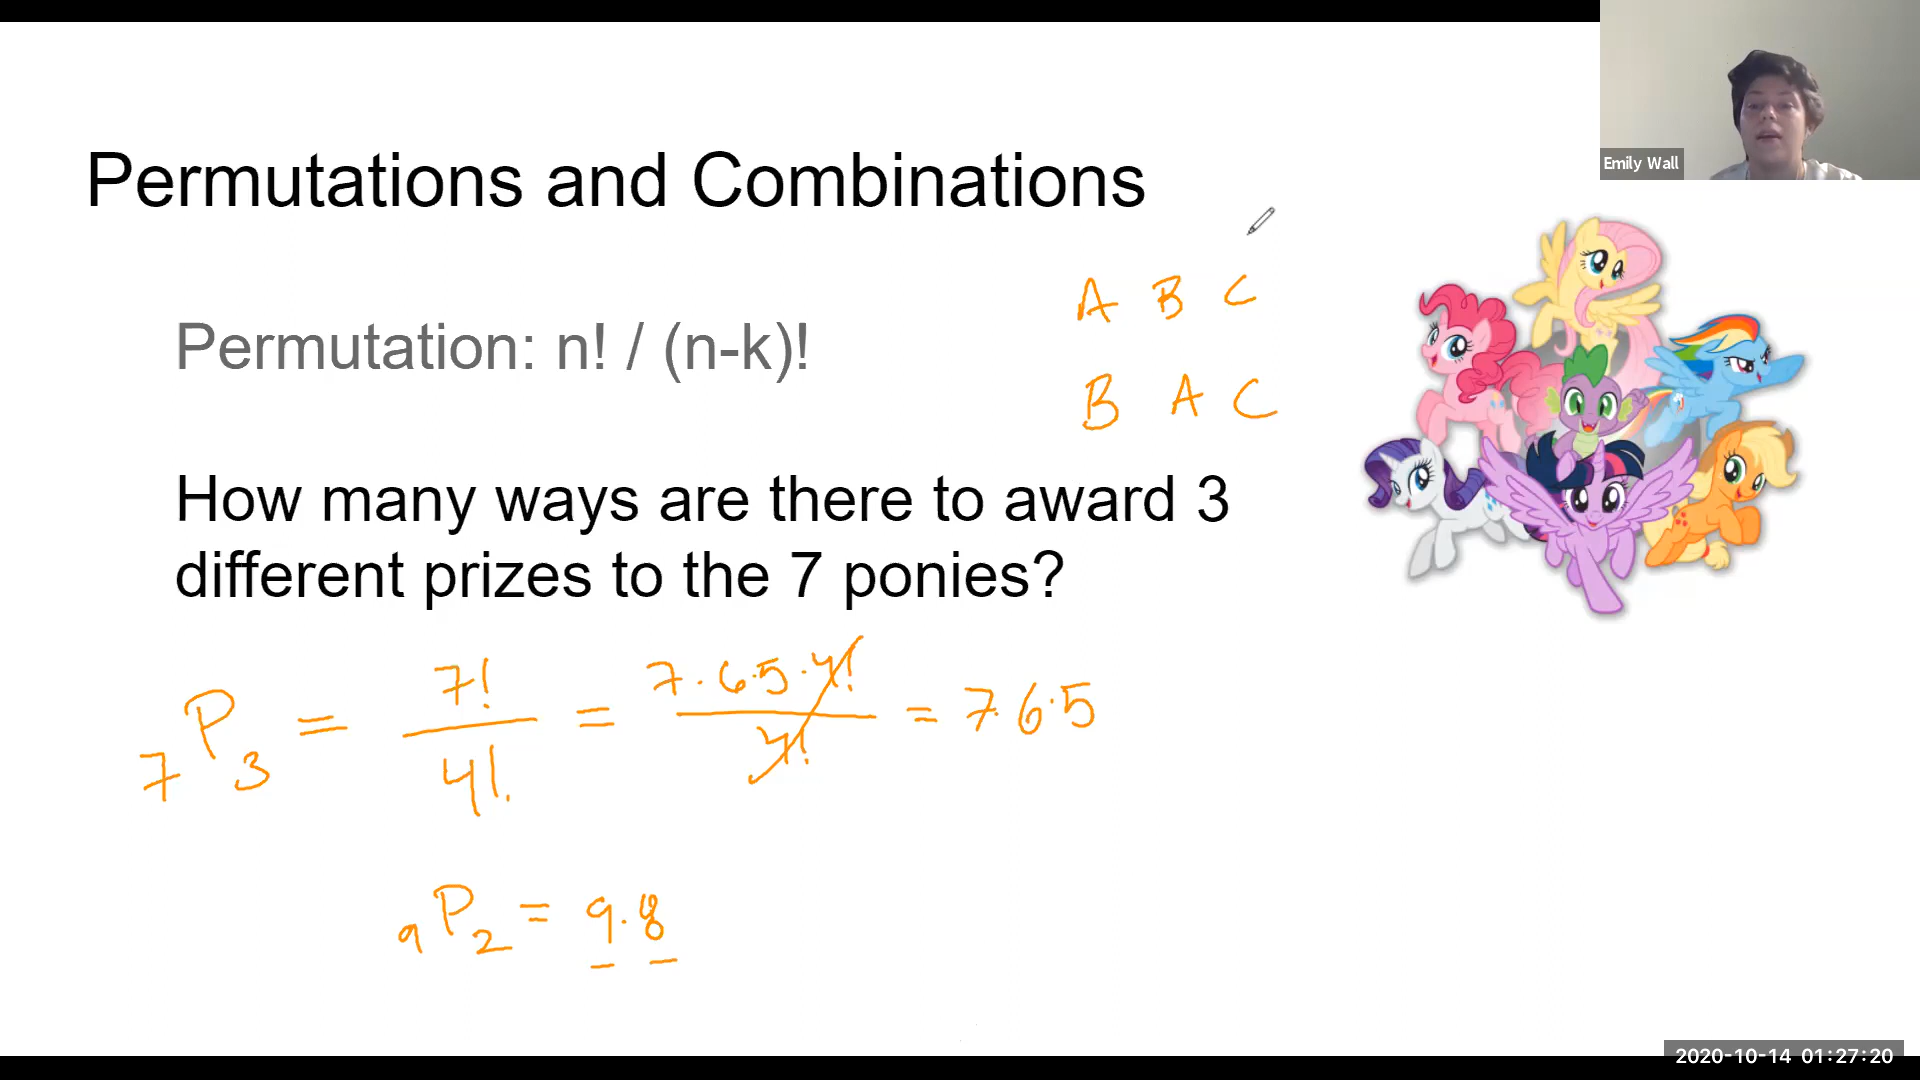 Emily Wall
Permutations and Combinations
A B C
Permutation: n! / (n-k)!
B A C
How many ways are there to award 3
different prizes to the 7 ponies?
7P3 = 7!/4! = 7·6·5·4!/4! = 7·6·5
9P2 = 9·8
2020-10-14 01:27:20